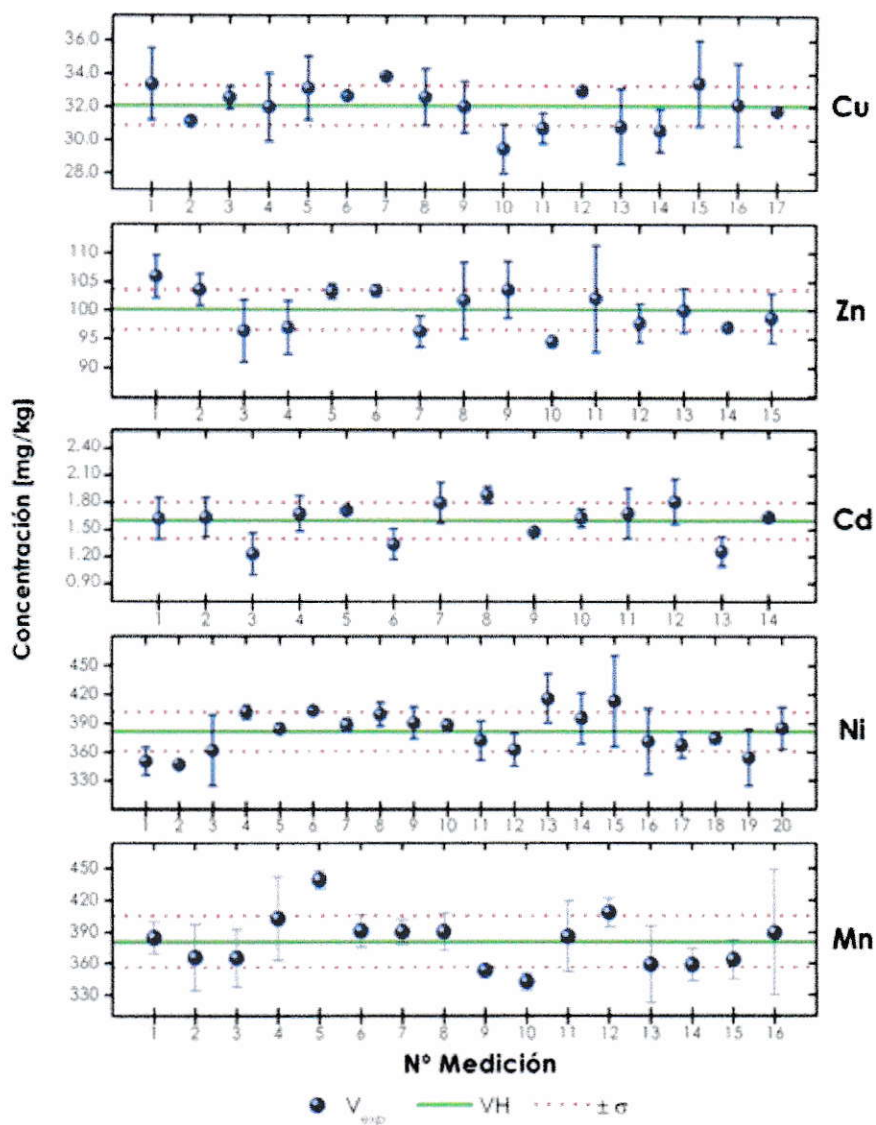 36.0
34.0
32.0
30.0
28.0
Cu
1 2 3 4 5 6 7 8 9 10 11 12 13 14 15 16 17
110
105
100
95
90
Zn
1 2 3 4 5 6 7 8 9 10 11 12 13 14 15
Concentración [mg/kg]
2.40
2.10
1.80
1.50
1.20
0.90
Cd
1 2 3 4 5 6 7 8 9 10 11 12 13 14
450
420
390
360
330
Ni
1 2 3 4 5 6 7 8 9 10 11 12 13 14 15 16 17 18 19 20
450
420
390
360
330
Mn
1 2 3 4 5 6 7 8 9 10 11 12 13 14 15 16
Nº Medición
V exp VH ± σ